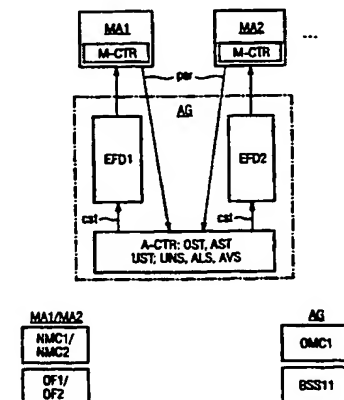 MA1 MA2 ...
M-CTR M-CTR
par
AG
EFD1 EFD2
cst cst
A-CTR: OST, AST
UST; UNS, ALS, AVS
MA1/MA2 AG
NMC1/
NMC2 OMC1
OF1/
OF2 BSS11